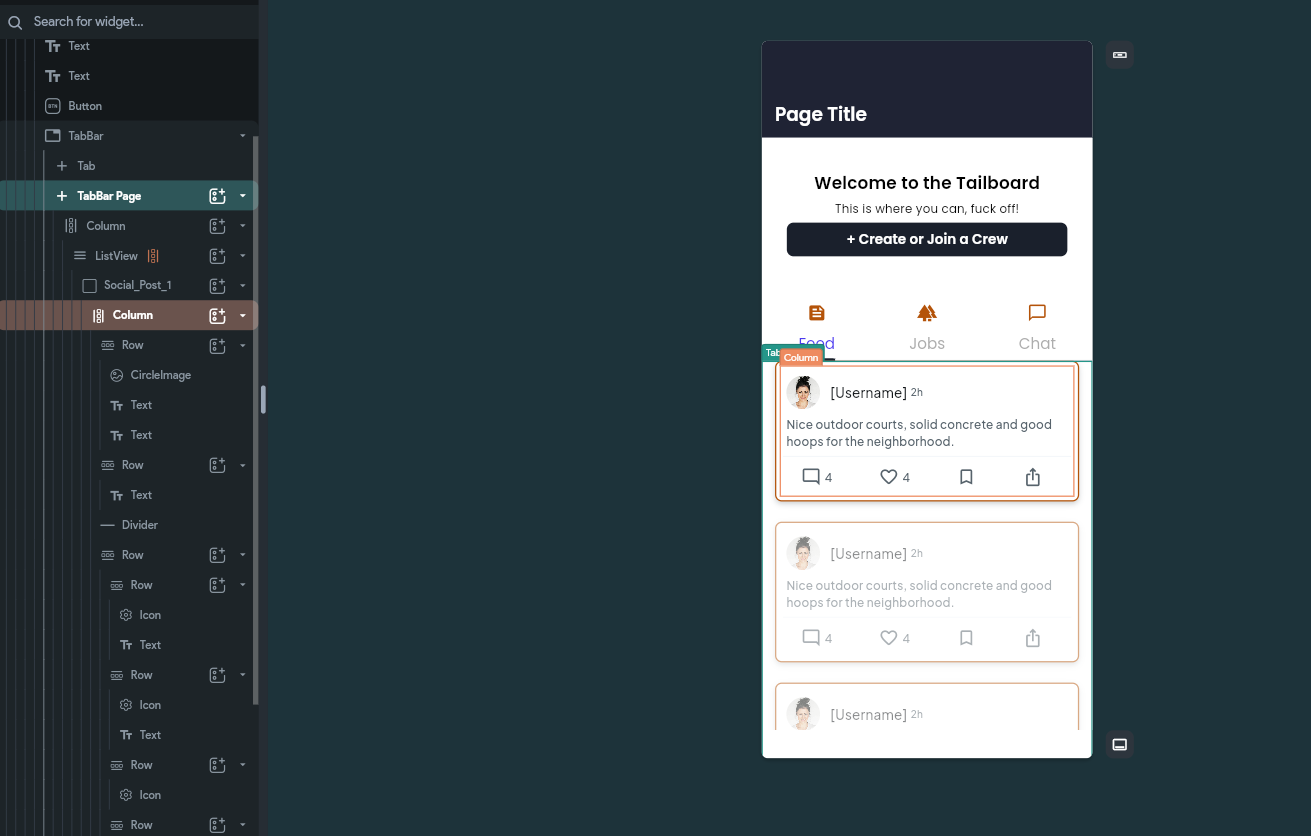 Search for widget...
Text
Text
Button
TabBar
Tab
TabBar Page
Column
ListView
Social_Post_1
Column
Row
CircleImage
Text
Text
Row
Text
Divider
Row
Row
Icon
Text
Row
Icon
Text
Row
Icon
Row
Page Title
Welcome to the Tailboard
This is where you can, fuck off!
+ Create or Join a Crew
Feed Jobs Chat
Column
[Username] 2h
Nice outdoor courts, solid concrete and good
hoops for the neighborhood.
4 4
[Username] 2h
Nice outdoor courts, solid concrete and good
hoops for the neighborhood.
4 4
[Username] 2h